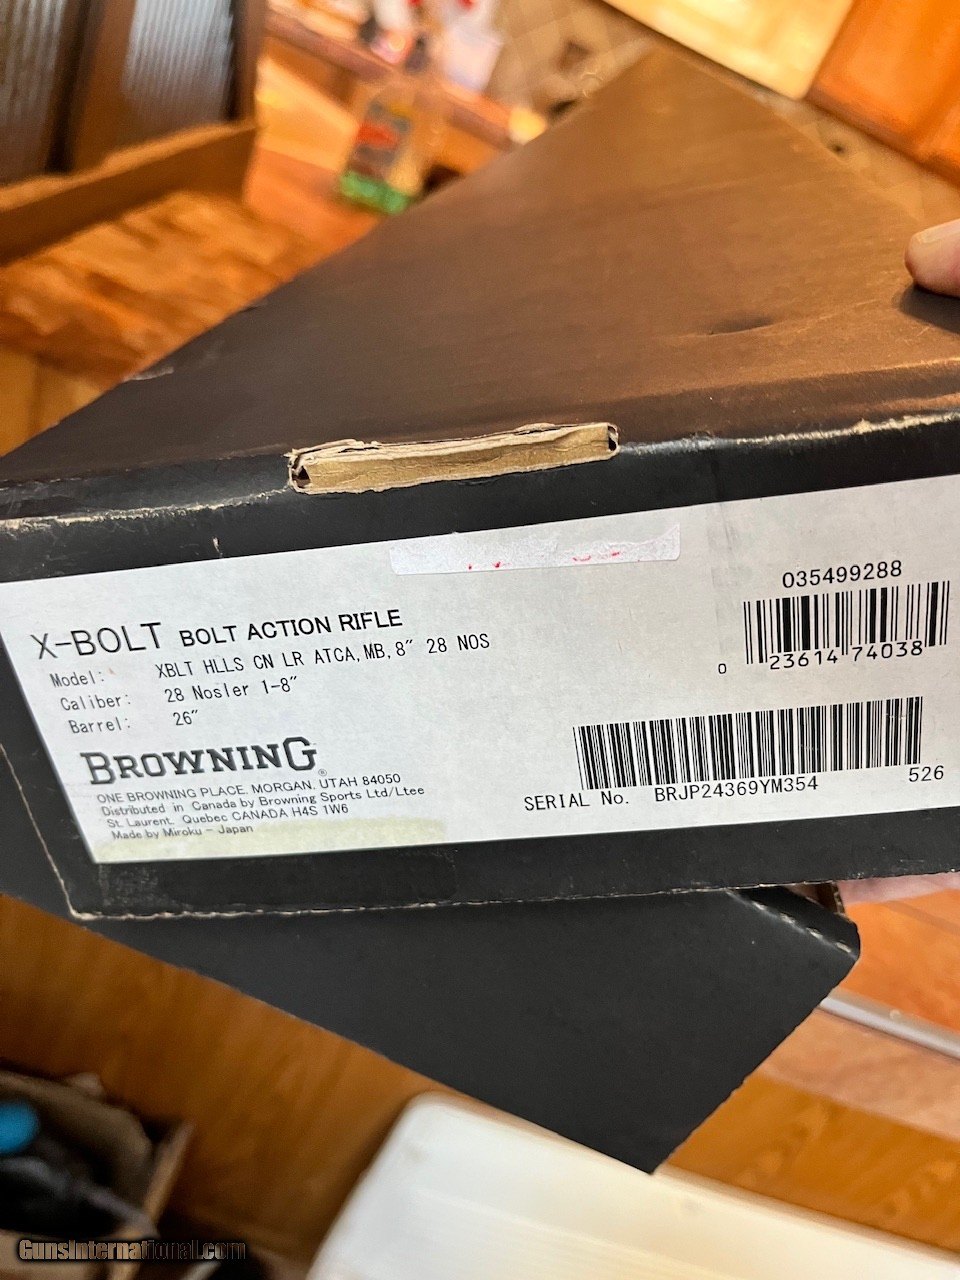 035499288
X-BOLT BOLT ACTION RIFLE
Model: XBLT HLLS CN LR ATCA,MB,8" 28 NOS
Caliber: 28 Nosler 1-8"
Barrel: 26"
0 23614 74038
BROWNING®
ONE BROWNING PLACE, MORGAN, UTAH 84050
Distributed in Canada by Browning Sports Ltd/Ltee
St. Laurent, Quebec CANADA H4S 1W6
Made by Miroku - Japan
SERIAL No. BRJP24369YM354 526
GunsInternational.com